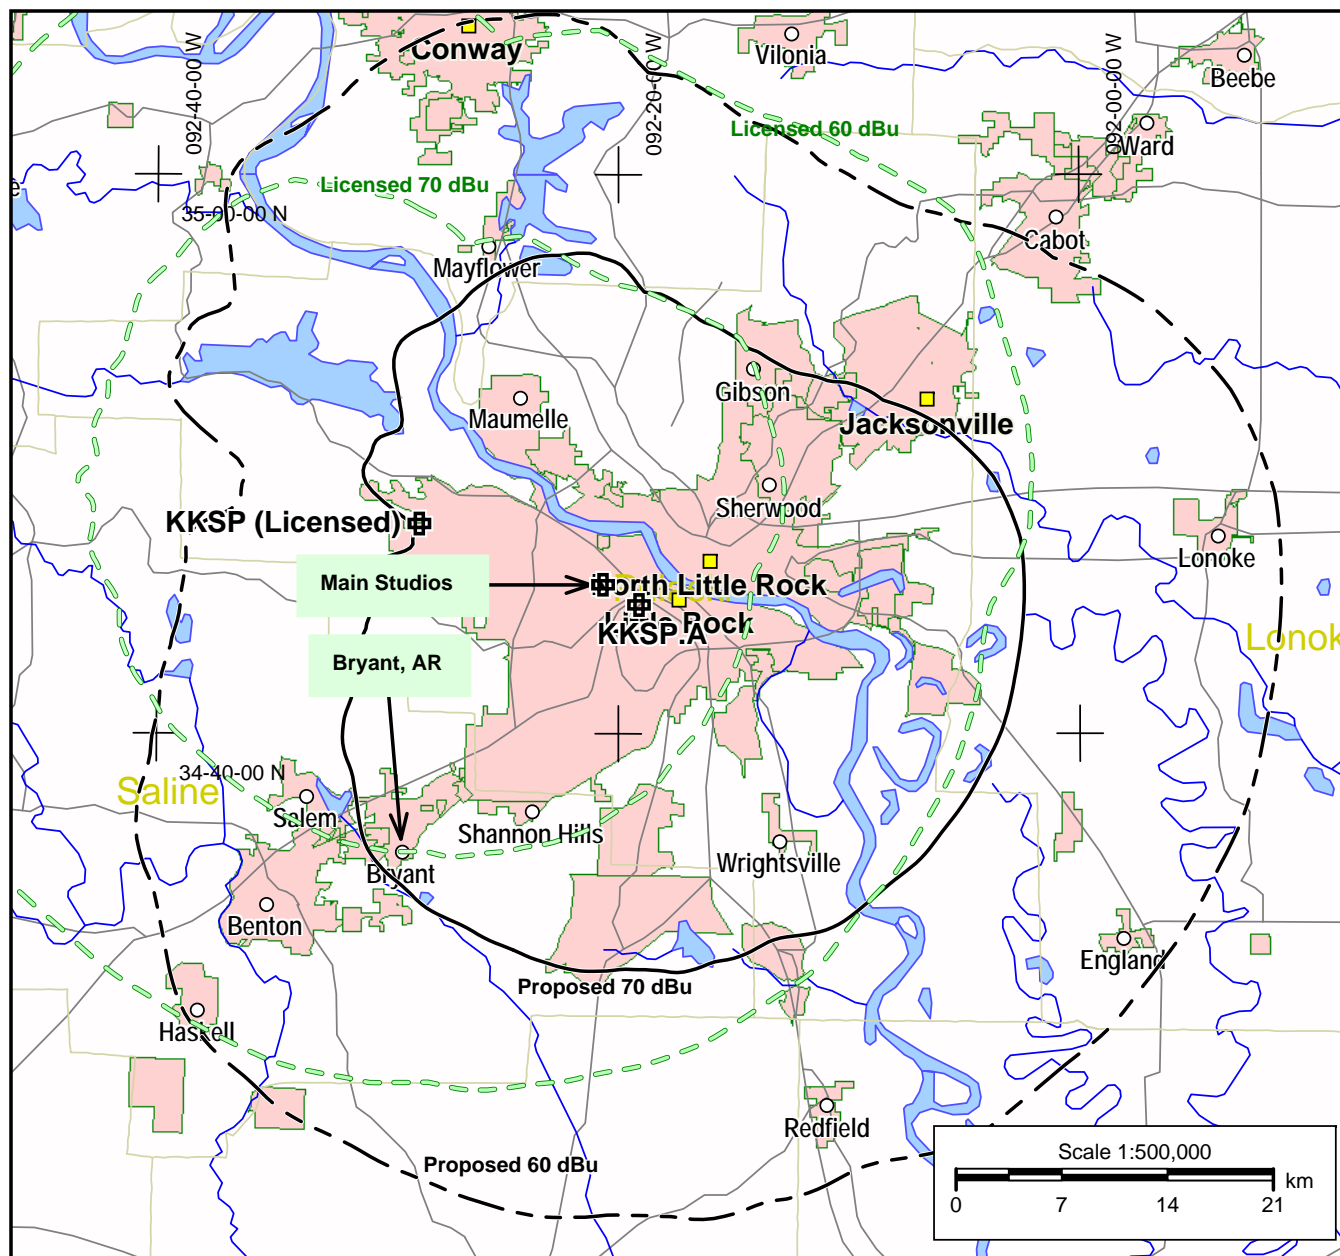 Conway
Vilonia
Beebe
092-40-00 W
092-20-00 W
092-00-00 W
Licensed 60 dBu
Ward
Licensed 70 dBu
e
35-00-00 N
Cabot
Mayflower
Gibson
Maumelle
Jacksonville
Sherwood
KKSP (Licensed)
Lonoke
Main Studios
North Little Rock
Little Rock
KKSP.A
Lonok
Bryant, AR
34-40-00 N
Saline
Salem
Shannon Hills
Wrightsville
Bryant
Benton
England
Proposed 70 dBu
Haskell
Redfield
Proposed 60 dBu
Scale 1:500,000
km
0 7 14 21